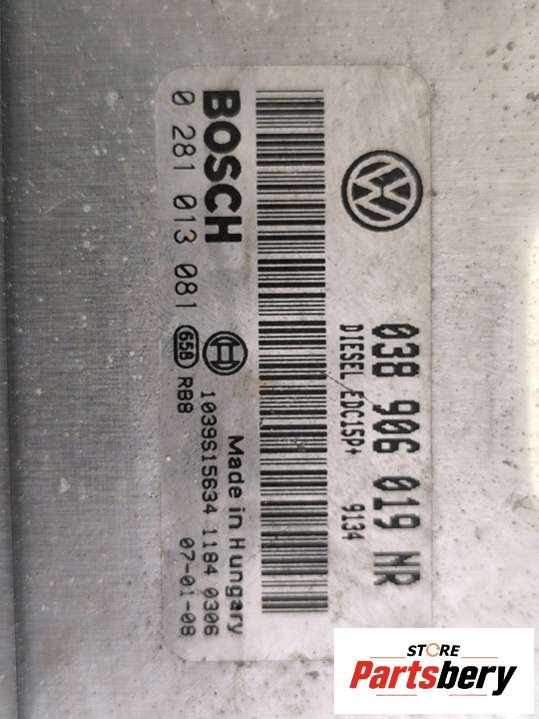 038 906 019 NR
DIESEL EDC15P+ 9134
BOSCH
Made in Hungary
0 281 013 081
658
RB8
1039S15634 1184 0306
07-01-08
STORE
Partsbery